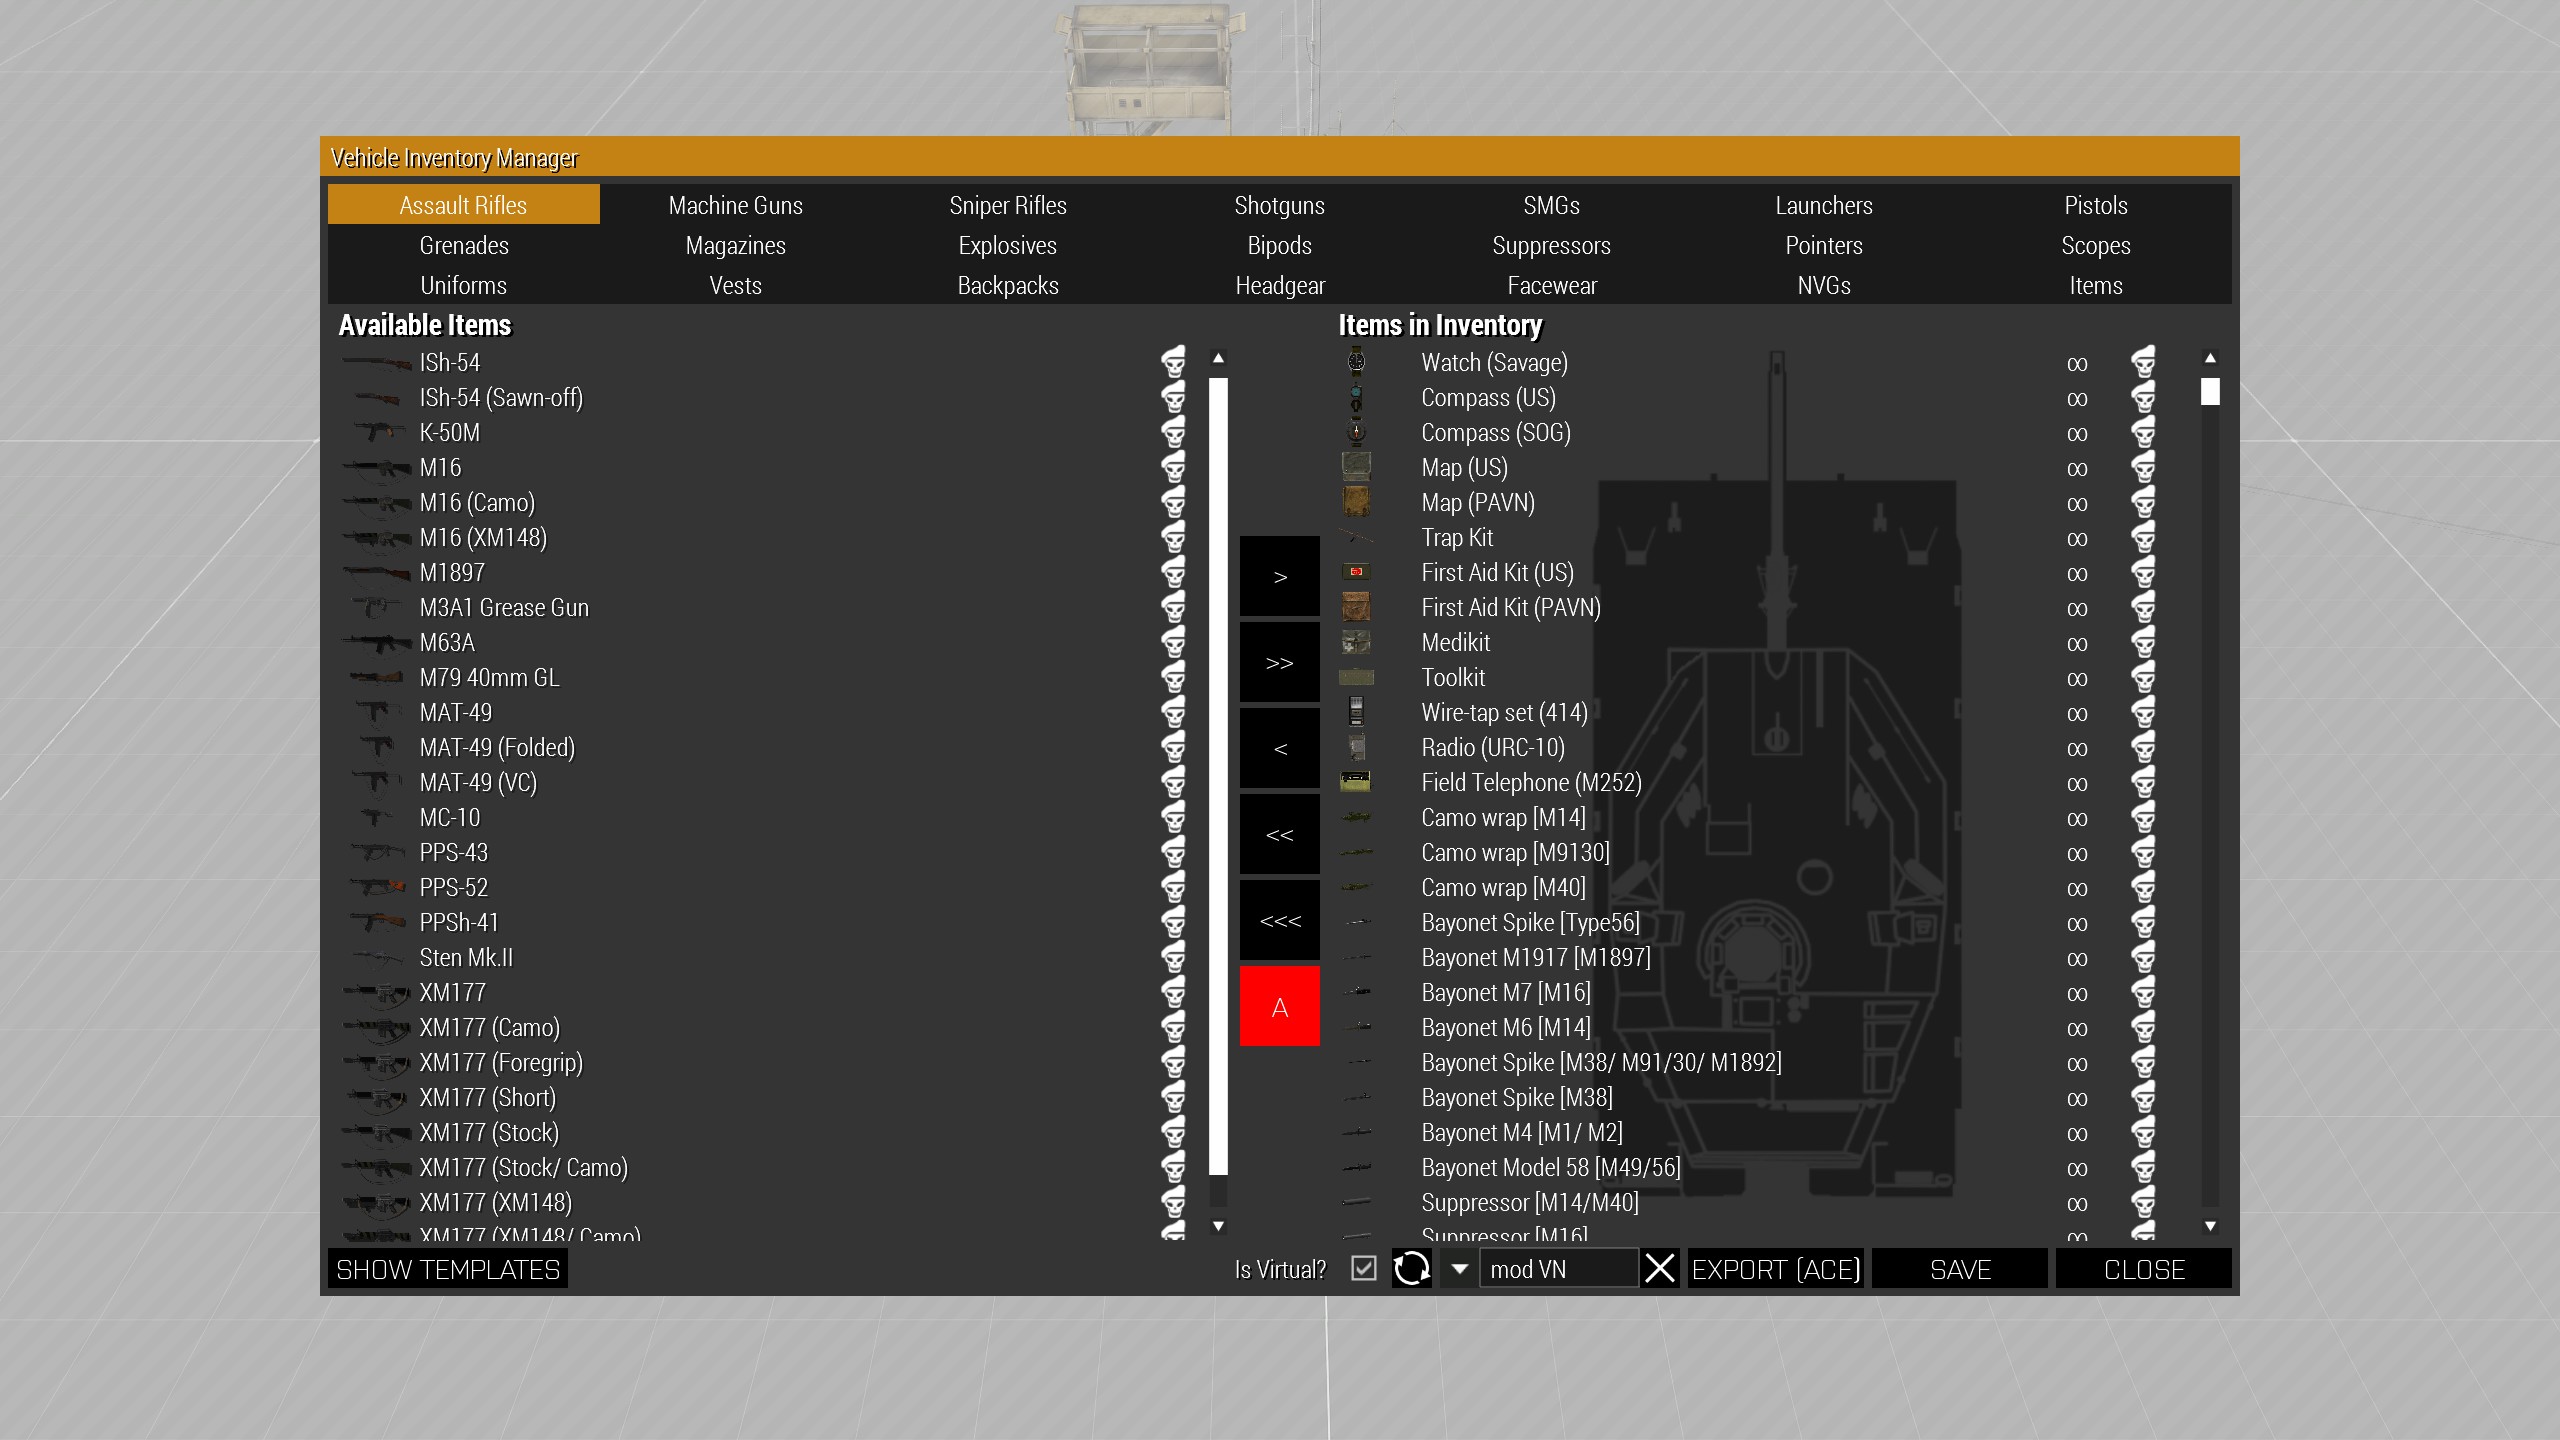 Vehicle Inventory Manager
Assault Rifles Machine Guns Sniper Rifles Shotguns SMGs Launchers Pistols
Grenades Magazines Explosives Bipods Suppressors Pointers Scopes
Uniforms Vests Backpacks Headgear Facewear NVGs Items
Available Items
ISh-54
ISh-54 (Sawn-off)
K-50M
M16
M16 (Camo)
M16 (XM148)
M1897
M3A1 Grease Gun
M63A
M79 40mm GL
MAT-49
MAT-49 (Folded)
MAT-49 (VC)
MC-10
PPS-43
PPS-52
PPSh-41
Sten Mk.II
XM177
XM177 (Camo)
XM177 (Foregrip)
XM177 (Short)
XM177 (Stock)
XM177 (Stock/ Camo)
XM177 (XM148)
XM177 (XM148/ Camo)
>
>>
<
<<
<<<
A
Items in Inventory
Watch (Savage) ∞
Compass (US) ∞
Compass (SOG) ∞
Map (US) ∞
Map (PAVN) ∞
Trap Kit ∞
First Aid Kit (US) ∞
First Aid Kit (PAVN) ∞
Medikit ∞
Toolkit ∞
Wire-tap set (414) ∞
Radio (URC-10) ∞
Field Telephone (M252) ∞
Camo wrap [M14] ∞
Camo wrap [M9130] ∞
Camo wrap [M40] ∞
Bayonet Spike [Type56] ∞
Bayonet M1917 [M1897] ∞
Bayonet M7 [M16] ∞
Bayonet M6 [M14] ∞
Bayonet Spike [M38/ M91/30/ M1892] ∞
Bayonet Spike [M38] ∞
Bayonet M4 [M1/ M2] ∞
Bayonet Model 58 [M49/56] ∞
Suppressor [M14/M40] ∞
Suppressor [M16] ∞
SHOW TEMPLATES Is Virtual? mod VN EXPORT (ACE) SAVE CLOSE